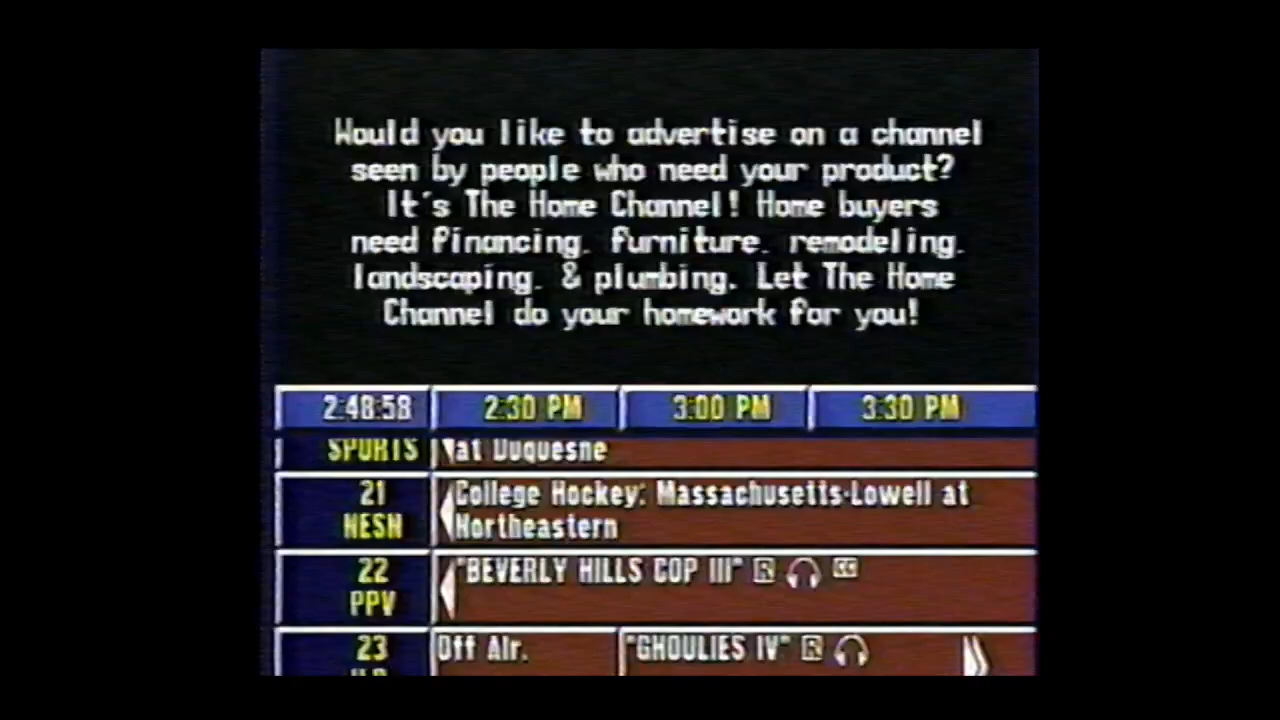 Would you like to advertise on a channel
seen by people who need your product?
It's The Home Channel! Home buyers
need financing, furniture, remodeling,
landscaping, & plumbing. Let The Home
Channel do your homework for you!
2:48:58 2:30 PM 3:00 PM 3:30 PM
SPORTS at Duquesne
21 College Hockey: Massachusetts-Lowell at
NESN Northeastern
22 "BEVERLY HILLS COP III" R CC
PPV
23 Off Air. "GHOULIES IV" R